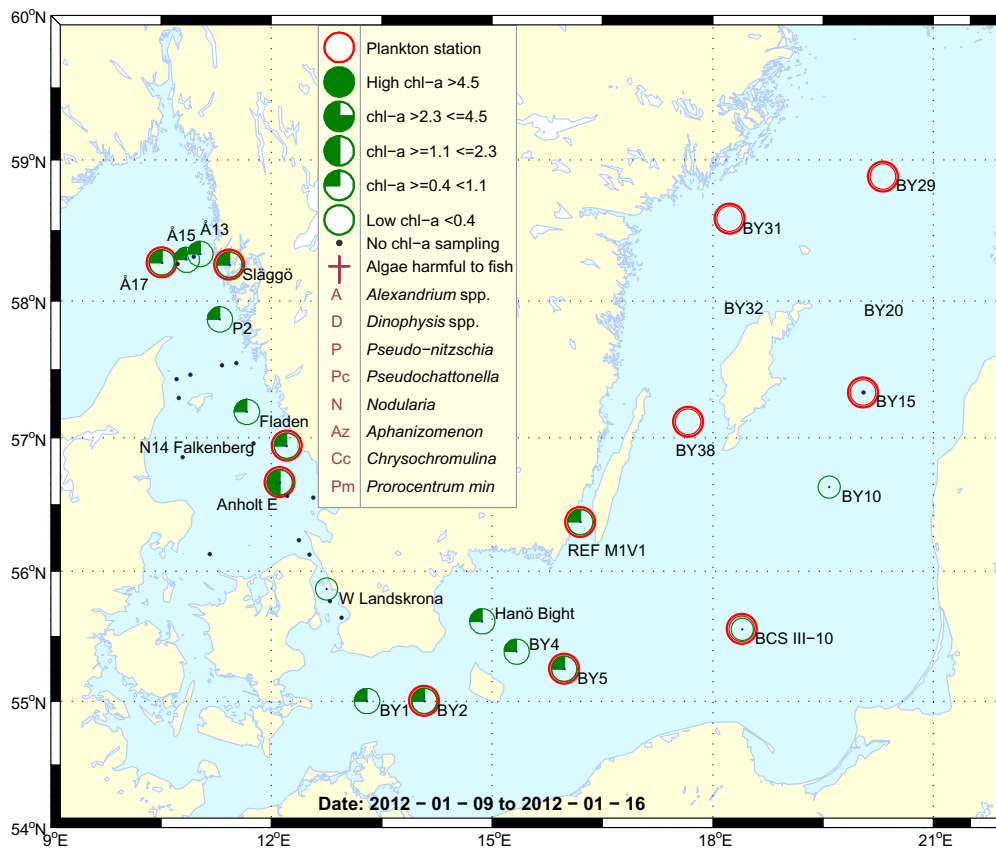 60°N
Plankton station
High chl−a >4.5
chl−a >2.3 <=4.5
chl−a >=1.1 <=2.3
chl−a >=0.4 <1.1
Low chl−a <0.4
No chl−a sampling
Algae harmful to fish
A Alexandrium spp.
D Dinophysis spp.
P Pseudo−nitzschia
Pc Pseudochattonella
N Nodularia
Az Aphanizomenon
Cc Chrysochromulina
Pm Prorocentrum min
59°N
BY29
BY31
Å13
Å15
Släggö
Å17
58°N
BY32
BY20
P2
BY15
Fladen
57°N
N14 Falkenberg
BY38
Anholt E
BY10
REF M1V1
56°N
W Landskrona
Hanö Bight
BCS III−10
BY4
BY5
55°N
BY1
BY2
Date: 2012 − 01 − 09 to 2012 − 01 − 16
54°N
9°E
12°E
15°E
18°E
21°E